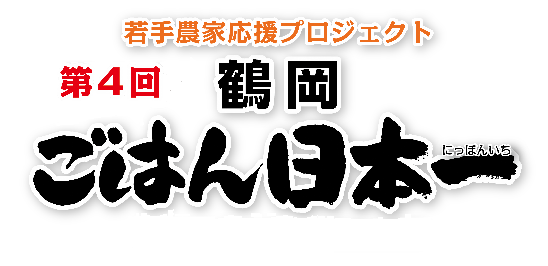 若手農家応援プロジェクト
第4回 鶴岡
にっぽんいち
ごはん日本一